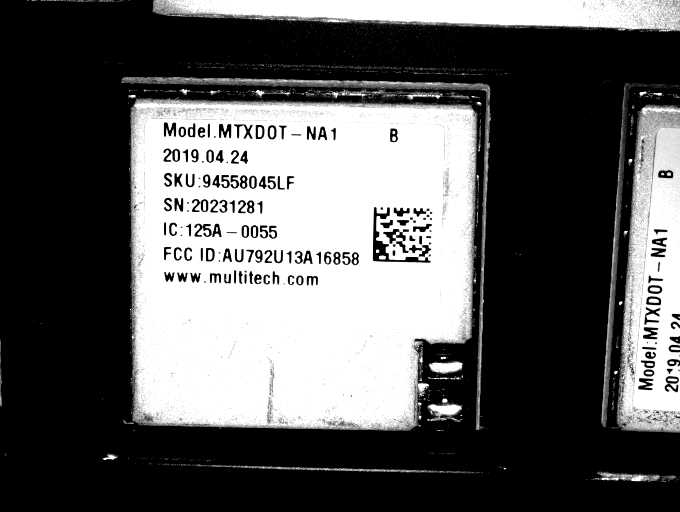 Model.MTXDOT-NA1 B
2019.04.24
SKU:94558045LF
SN:20231281
IC:125A-0055
FCC ID:AU792U13A16858
www.multitech.com
B
Model:MTXDOT-NA1
2019.04.24